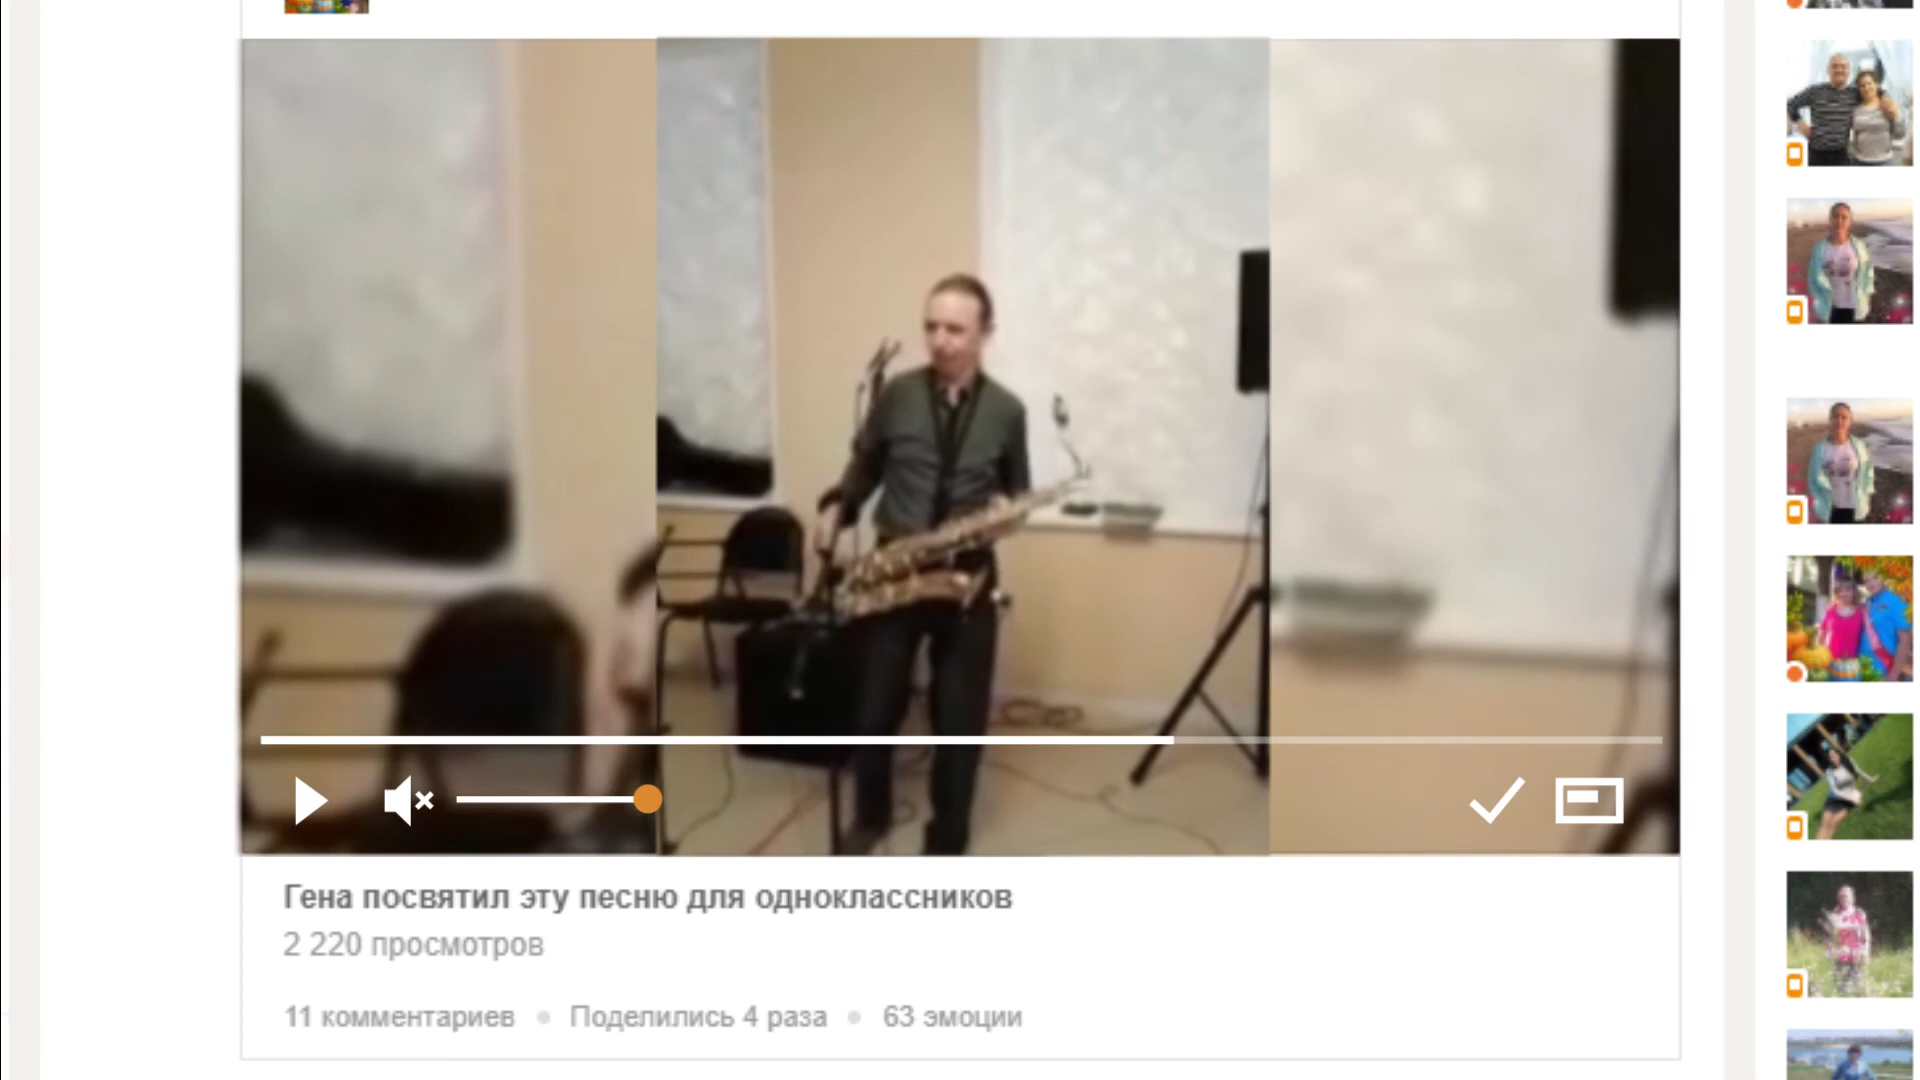 Гена посвятил эту песню для одноклассников
2 220 просмотров
11 комментариев • Поделились 4 раза • 63 эмоции